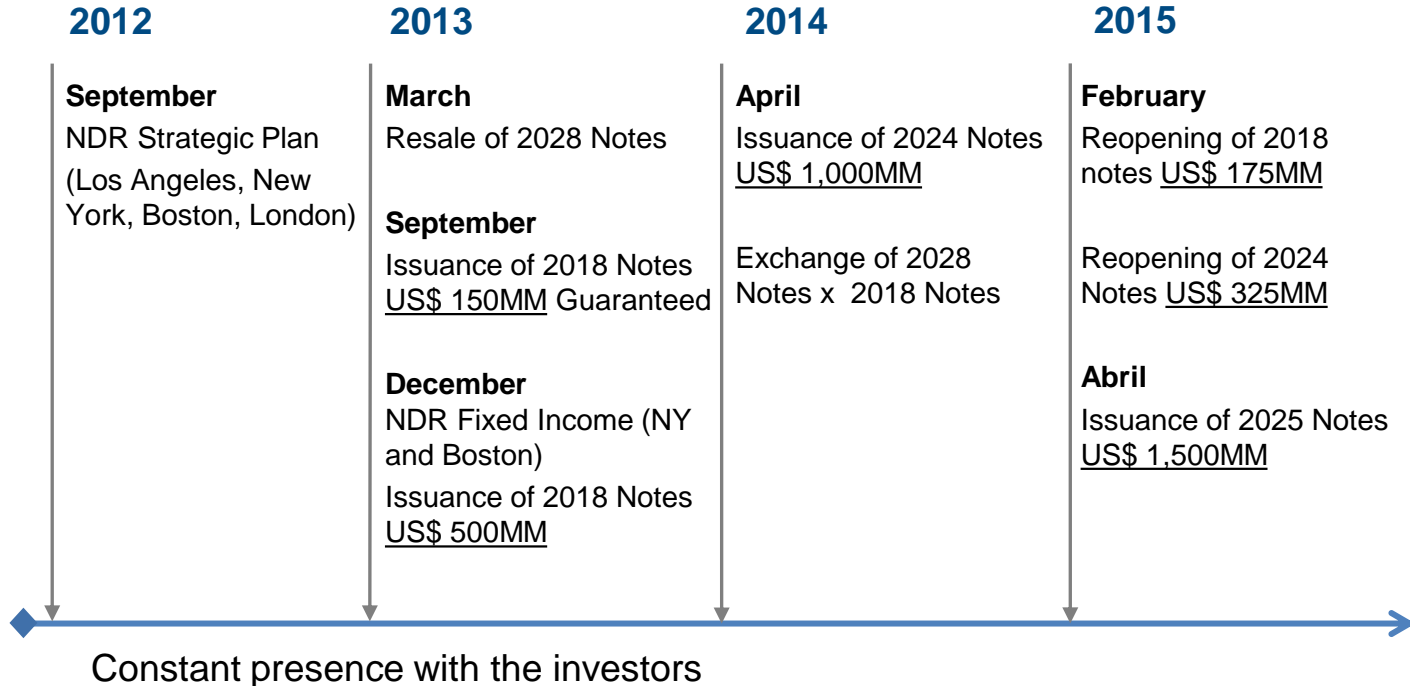 2012
September
NDR Strategic Plan
(Los Angeles, New
York, Boston, London)
2013
March
Resale of 2028 Notes
September
Issuance of 2018 Notes
US$ 150MM Guaranteed
December
NDR Fixed Income (NY
and Boston)
Issuance of 2018 Notes
US$ 500MM
2014
April
Issuance of 2024 Notes
US$ 1,000MM
Exchange of 2028
Notes x 2018 Notes
2015
February
Reopening of 2018
notes US$ 175MM
Reopening of 2024
Notes US$ 325MM
Abril
Issuance of 2025 Notes
US$ 1,500MM
Constant presence with the investors